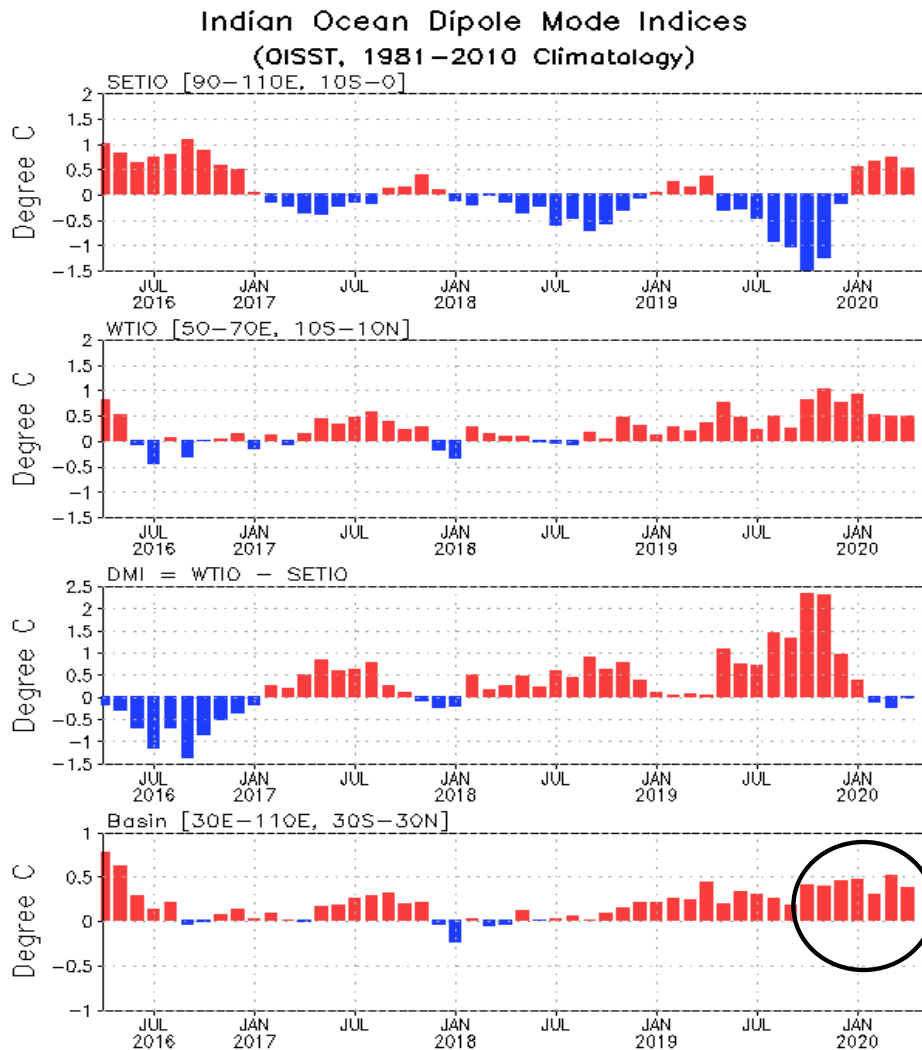 Indian Ocean Dipole Mode Indices
(OISST, 1981-2010 Climatology)
SETIO [90-110E, 10S-0]
Degree C
2
1.5
1
0.5
0
-0.5
-1
-1.5
JUL 2016
JAN 2017
JUL
JAN 2018
JUL
JAN 2019
JUL
JAN 2020
WTIO [50-70E, 10S-10N]
Degree C
2
1.5
1
0.5
0
-0.5
-1
-1.5
JUL 2016
JAN 2017
JUL
JAN 2018
JUL
JAN 2019
JUL
JAN 2020
DMI = WTIO - SETIO
Degree C
2.5
2
1.5
1
0.5
0
-0.5
-1
-1.5
JUL 2016
JAN 2017
JUL
JAN 2018
JUL
JAN 2019
JUL
JAN 2020
Basin [30E-110E, 30S-30N]
Degree C
1
0.5
0
-0.5
-1
JUL 2016
JAN 2017
JUL
JAN 2018
JUL
JAN 2019
JUL
JAN 2020